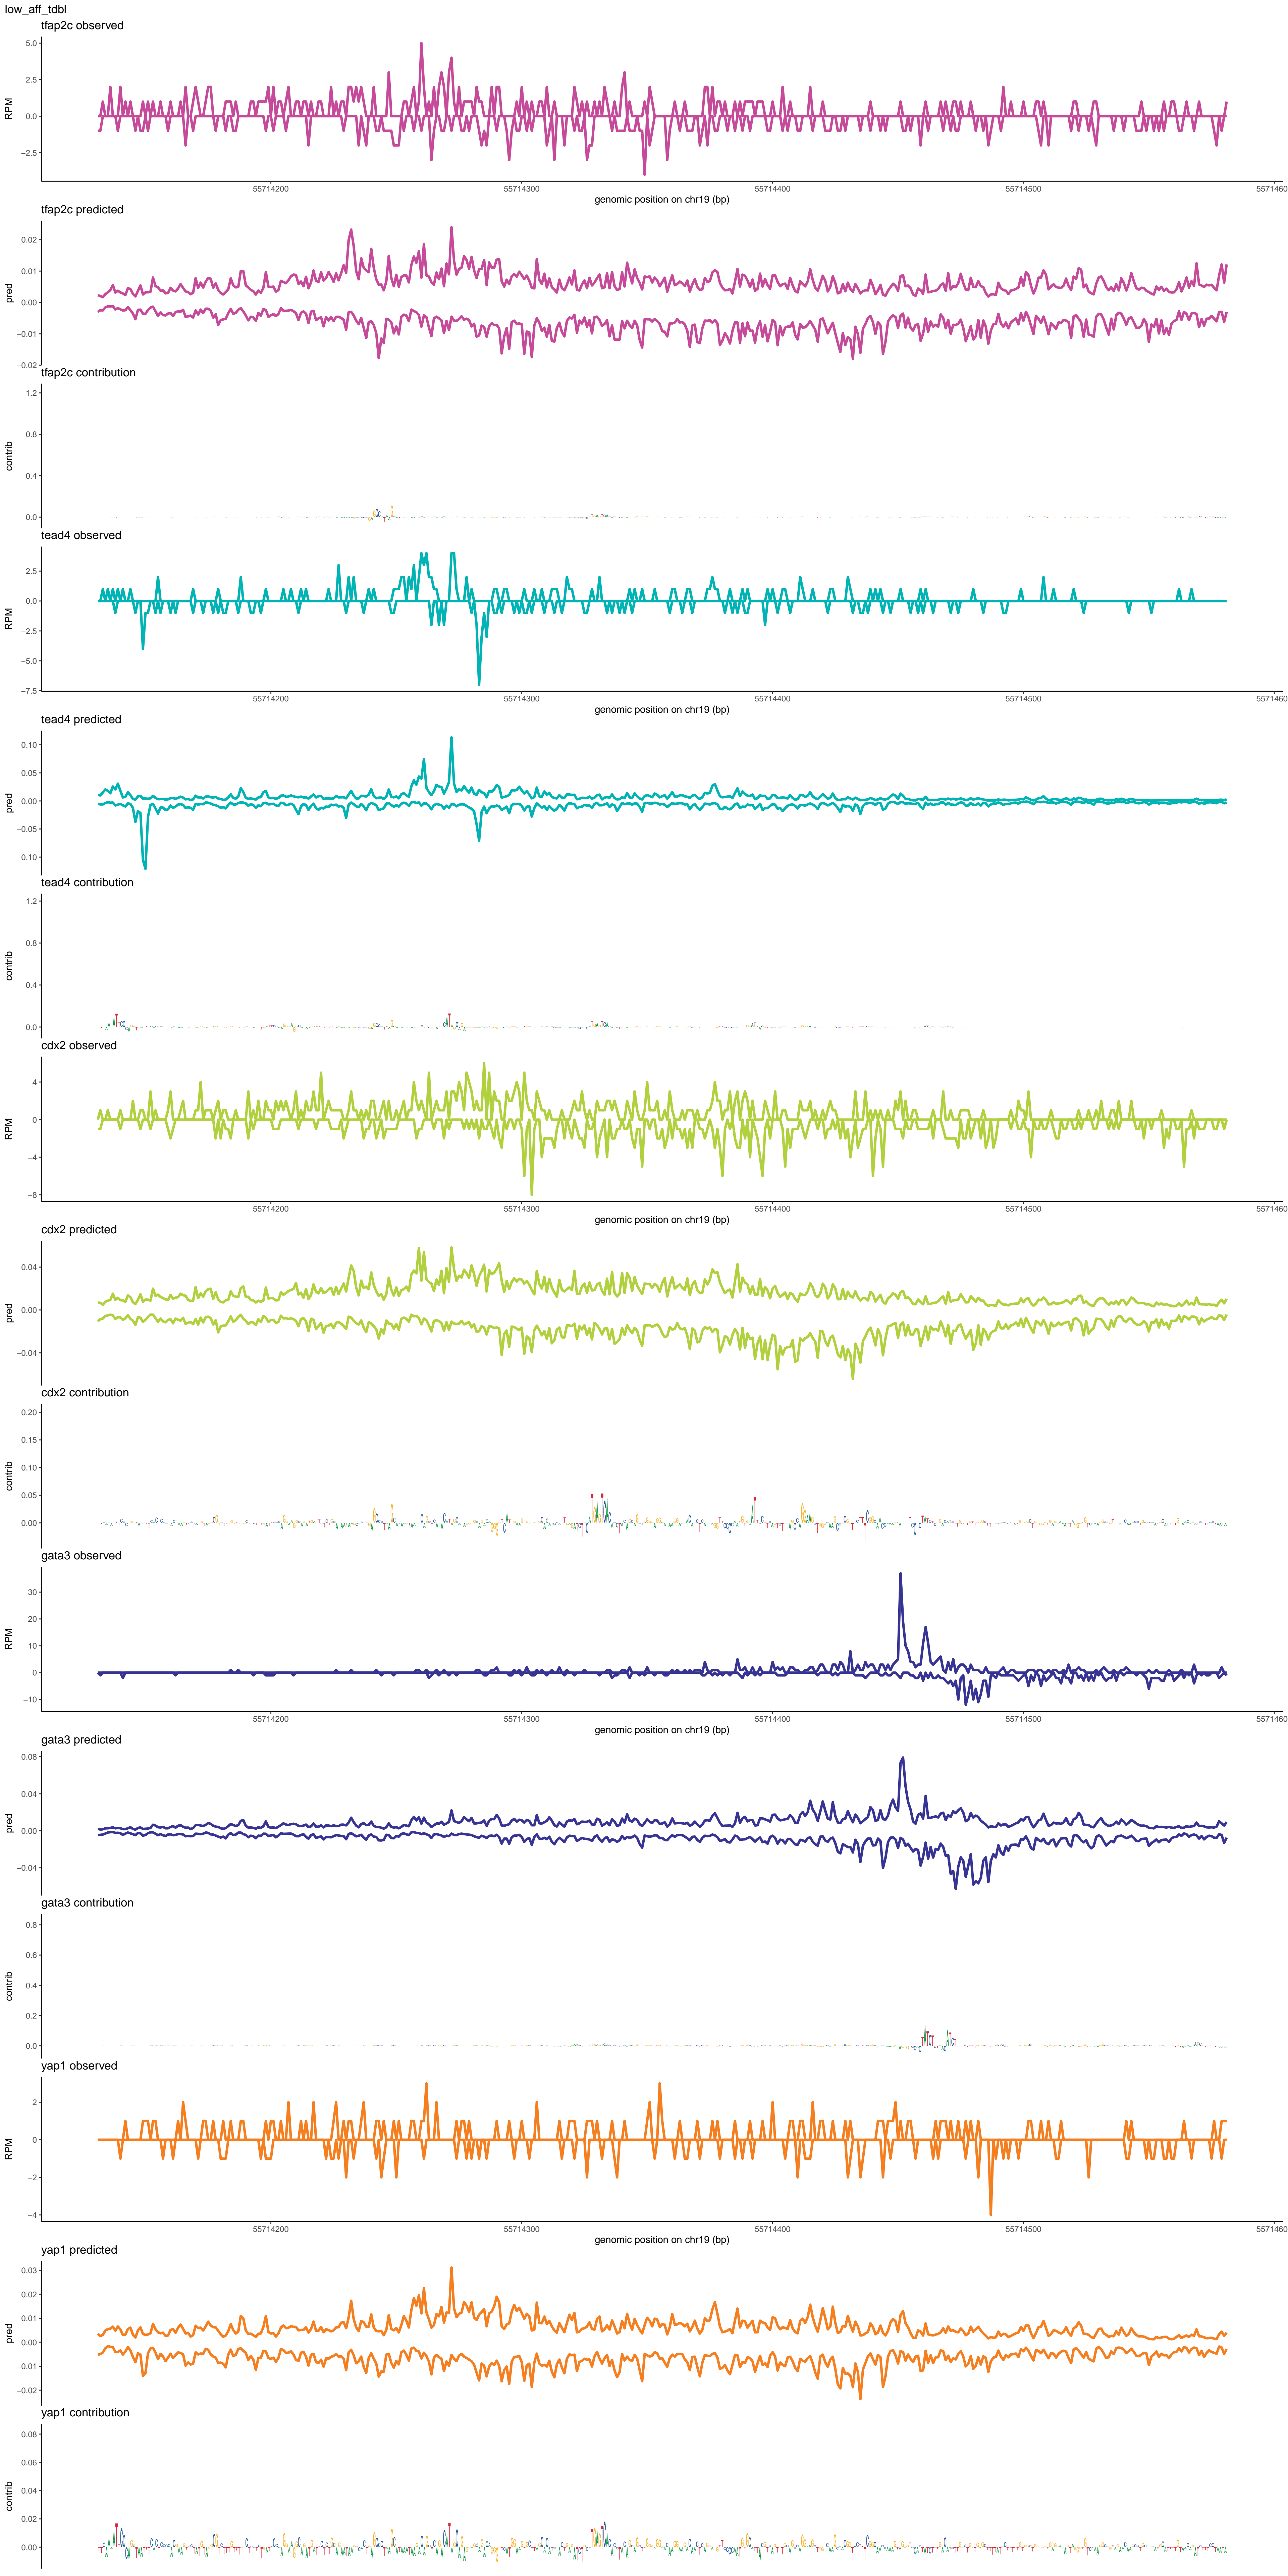 low_aff_tdbl
tfap2c observed
5.0
2.5
0.0
−2.5
RPM
55714200 55714300 55714400 55714500 5571460
genomic position on chr19 (bp)
tfap2c predicted
0.02
0.01
0.00
−0.01
−0.02
pred
tfap2c contribution
1.2
0.8
0.4
0.0
contrib
tead4 observed
2.5
0.0
−2.5
−5.0
−7.5
RPM
55714200 55714300 55714400 55714500 5571460
genomic position on chr19 (bp)
tead4 predicted
0.10
0.05
0.00
−0.05
−0.10
pred
tead4 contribution
1.2
0.8
0.4
0.0
contrib
cdx2 observed
4
0
−4
−8
RPM
55714200 55714300 55714400 55714500 5571460
genomic position on chr19 (bp)
cdx2 predicted
0.04
0.00
−0.04
pred
cdx2 contribution
0.20
0.15
0.10
0.05
0.00
contrib
gata3 observed
30
20
10
0
−10
RPM
55714200 55714300 55714400 55714500 5571460
genomic position on chr19 (bp)
gata3 predicted
0.08
0.04
0.00
−0.04
pred
gata3 contribution
0.8
0.6
0.4
0.2
0.0
contrib
yap1 observed
2
0
−2
−4
RPM
55714200 55714300 55714400 55714500 5571460
genomic position on chr19 (bp)
yap1 predicted
0.03
0.02
0.01
0.00
−0.01
−0.02
pred
yap1 contribution
0.08
0.06
0.04
0.02
0.00
contrib